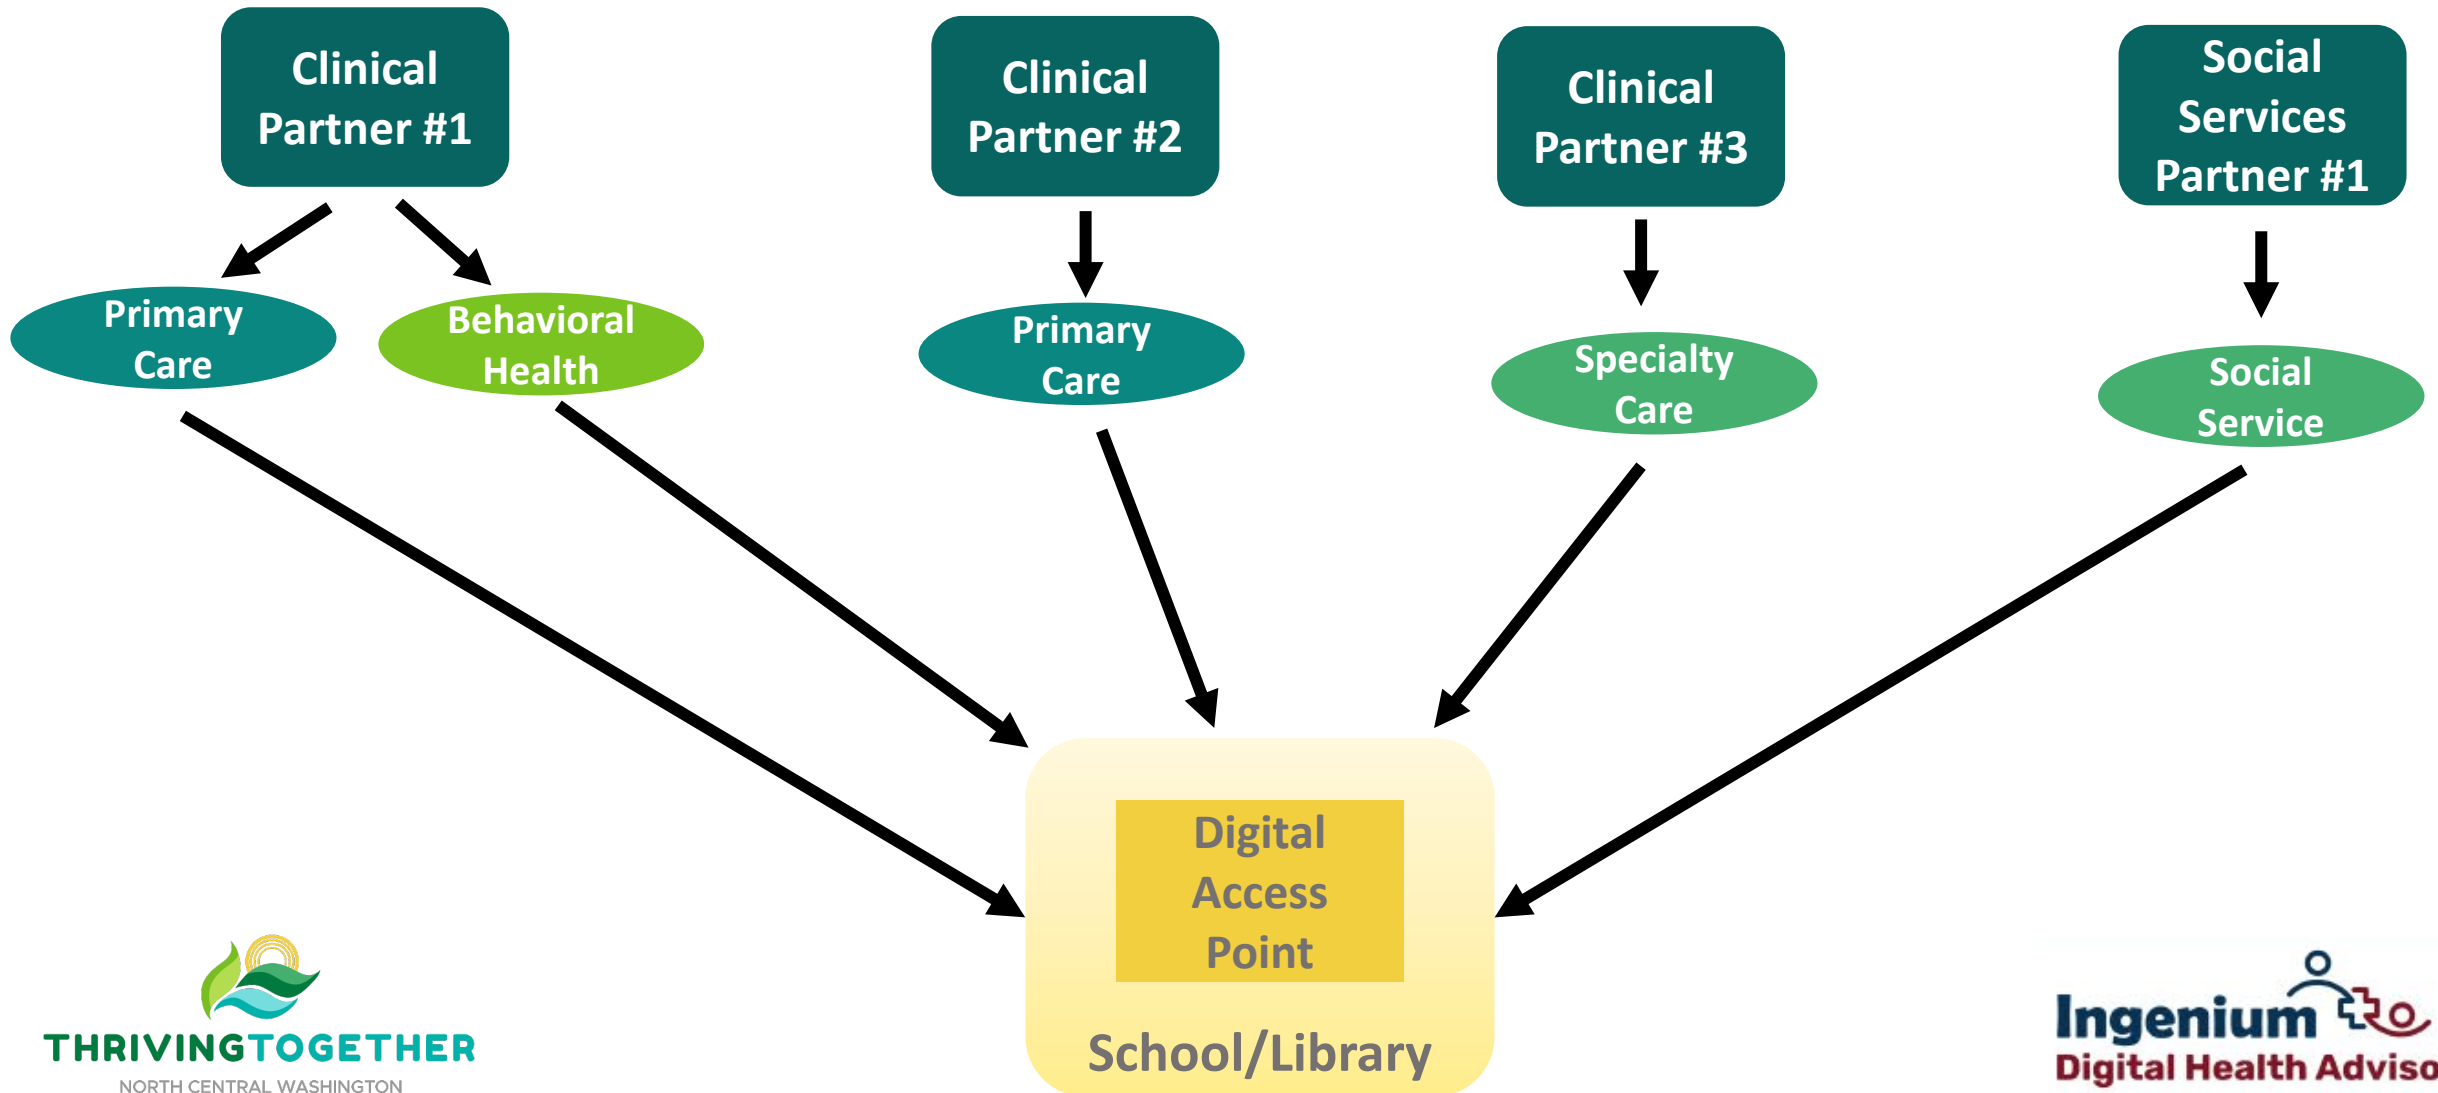 Clinical
Partner #1
Clinical
Partner #2
Clinical
Partner #3
Social
Services
Partner #1
Primary
Care
Behavioral
Health
Primary
Care
Specialty
Care
Social
Service
Digital
Access
Point
School/Library
THRIVINGTOGETHER
NORTH CENTRAL WASHINGTON
Ingenium
Digital Health Adviso